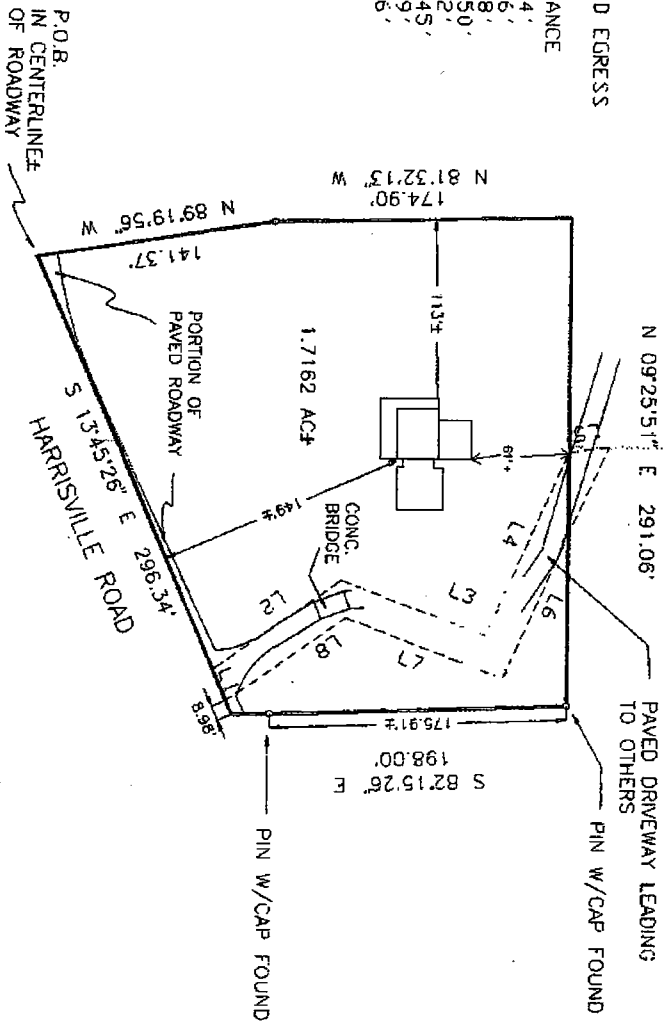 D EGRESS
ANCE
4'
6'
8'
50'
2'
45'
9'
6'
N 09°25'51" E 291.06'
PAVED DRIVEWAY LEADING
TO OTHERS
PIN W/CAP FOUND
N 81°32'13" W
174.90'
N 89°19'56" W
141.37'
P.O.B.
IN CENTERLINE±
OF ROADWAY
PORTION OF
PAVED ROADWAY
1.7162 AC±
113'±
61'±
149'±
CONC.
BRIDGE
L2
L3
L4
L6
L7
L8
S 13°45'26" E 296.34'
HARRISVILLE ROAD
8.98'
175.91'±
198.00'
S 82°15'26" E
PIN W/CAP FOUND